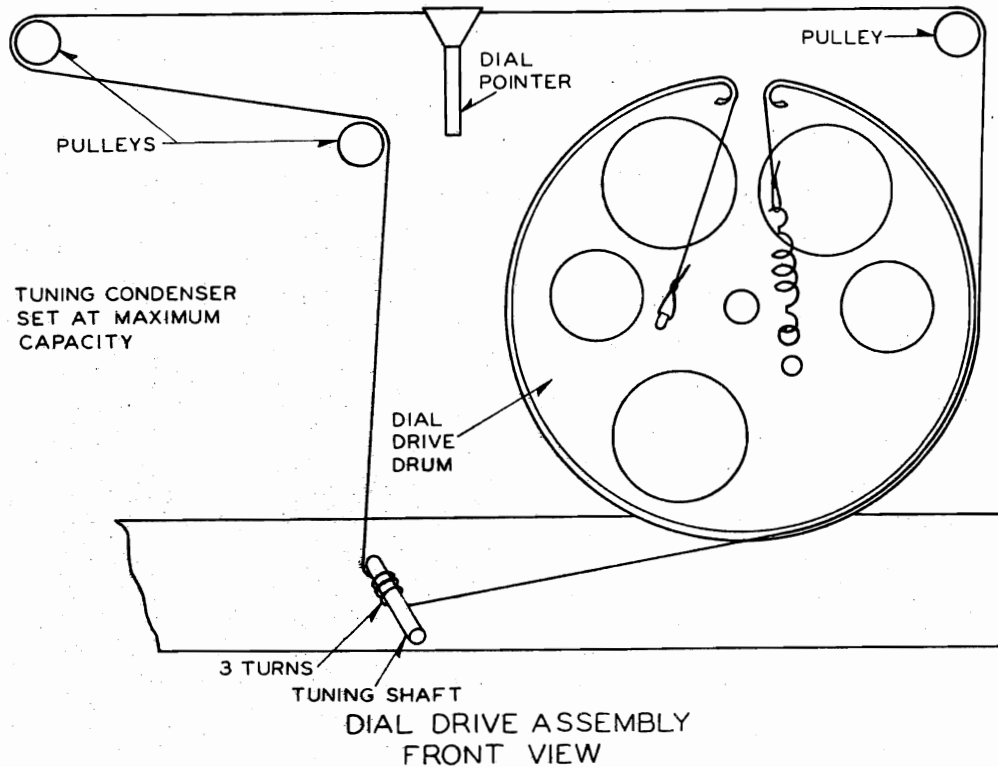 PULLEY
DIAL
POINTER
PULLEYS
TUNING CONDENSER
SET AT MAXIMUM
CAPACITY
DIAL
DRIVE
DRUM
3 TURNS
TUNING SHAFT
DIAL DRIVE ASSEMBLY
FRONT VIEW